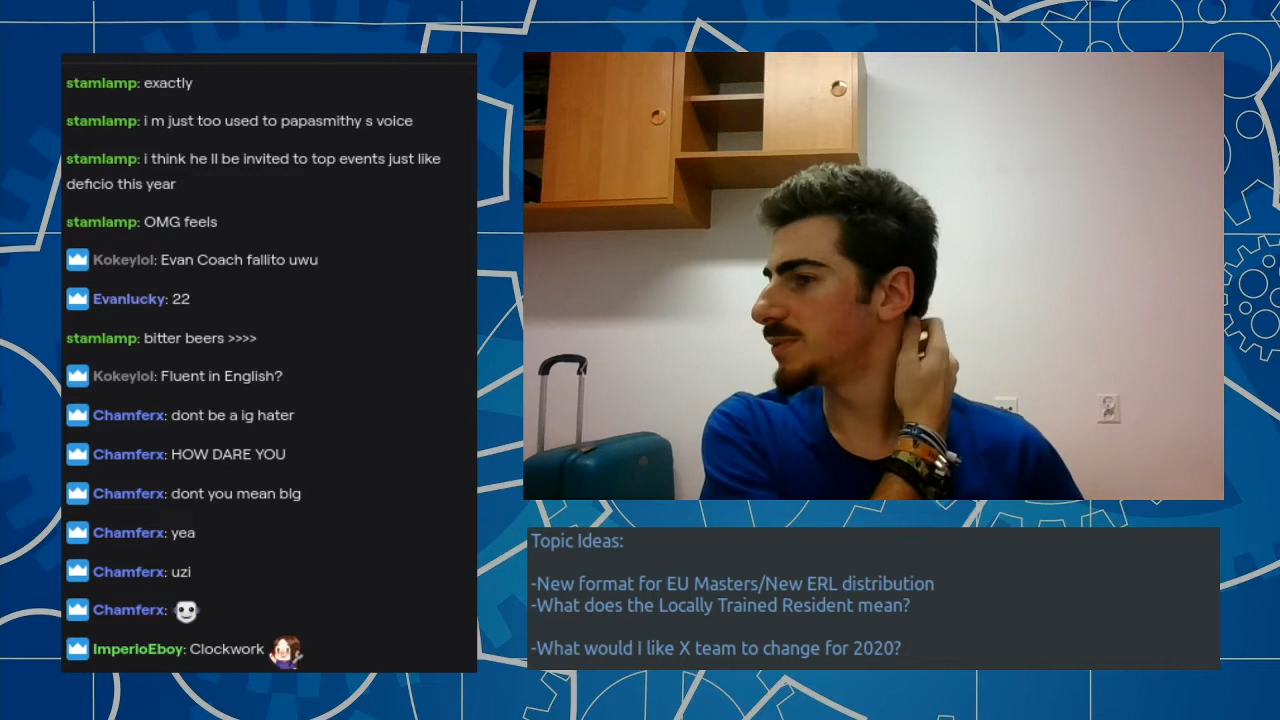 stamlamp: exactly
stamlamp: i m just too used to papasmithy s voice
stamlamp: i think he ll be invited to top events just like
deficio this year
stamlamp: OMG feels
Kokeylol: Evan Coach fallito uwu
Evanlucky: 22
stamlamp: bitter beers >>>>
Kokeylol: Fluent in English?
Chamferx: dont be a ig hater
Chamferx: HOW DARE YOU
Chamferx: dont you mean blg
Chamferx: yea
Chamferx: uzi
Chamferx:
ImperioEboy: Clockwork
Topic Ideas:
-New format for EU Masters/New ERL distribution
-What does the Locally Trained Resident mean?
-What would I like X team to change for 2020?